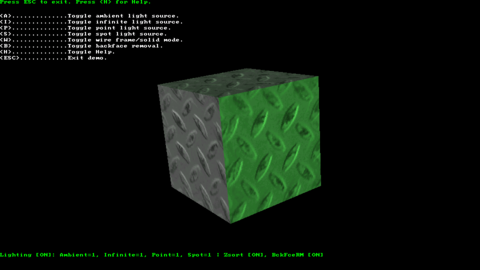 Press ESC to exit. Press (H) for Help.
(A).............Toggle ambient light source.
(I).............Toggle infinite light source.
(P).............Toggle point light source.
(S).............Toggle spot light source.
(W).............Toggle wire frame/solid mode.
(B).............Toggle backface removal.
(H).............Toggle Help.
(ESC)...........Exit demo.
Lighting [ON]: Ambient=1, Infinite=1, Point=1, Spot=1 | Zsort [ON], BckFceRM [ON]